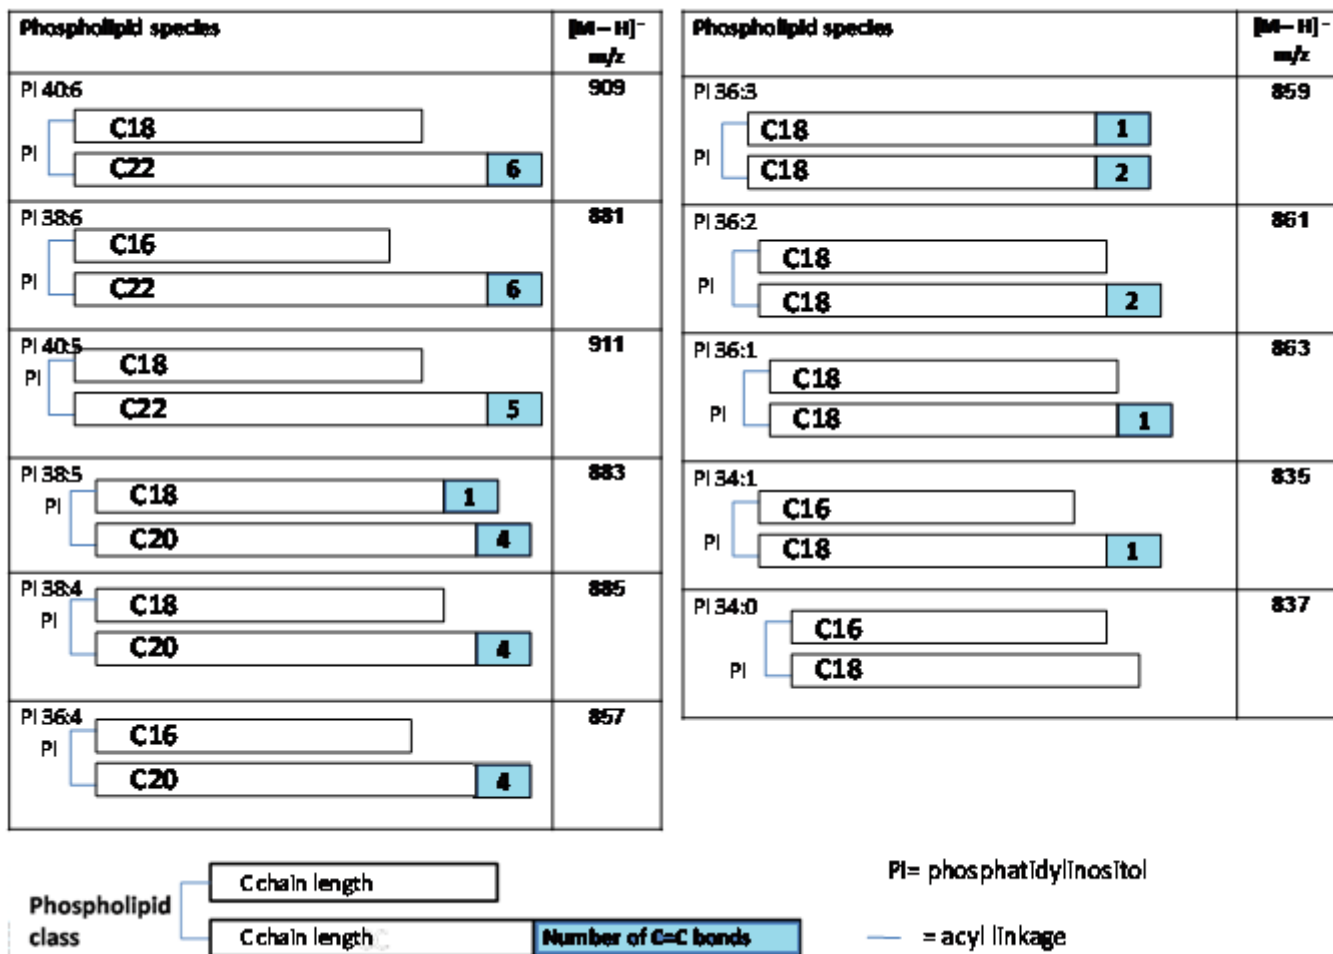 Phospholipid species [M – H]⁻
m/z
PI 40:6 909
C18
PI
C22 6
PI 38:6 881
C16
PI
C22 6
PI 40:5 911
C18
PI
C22 5
PI 38:5 883
C18 1
PI
C20 4
PI 38:4 885
C18
PI
C20 4
PI 36:4 857
C16
PI
C20 4
Phospholipid species [M – H]⁻
m/z
PI 36:3 859
C18 1
PI
C18 2
PI 36:2 861
C18
PI
C18 2
PI 36:1 863
C18
PI
C18 1
PI 34:1 835
C16
PI
C18 1
PI 34:0 837
C16
PI
C18
Phospholipid
class
C chain length
C chain length Number of C=C bonds
PI= phosphatidylinositol
= acyl linkage